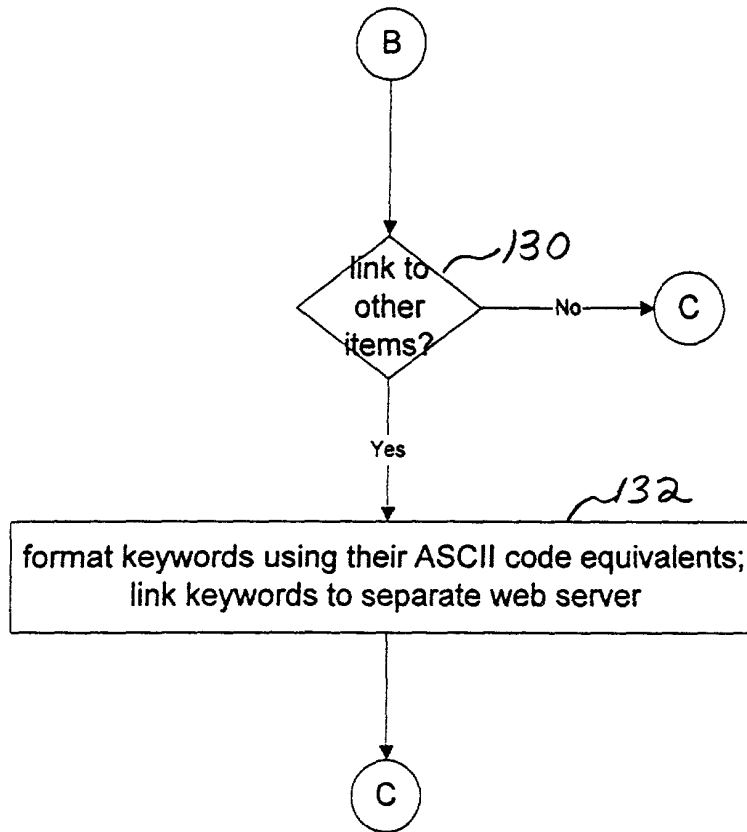 B
130
link to
other
items?
No
C
Yes
132
format keywords using their ASCII code equivalents;
link keywords to separate web server
C